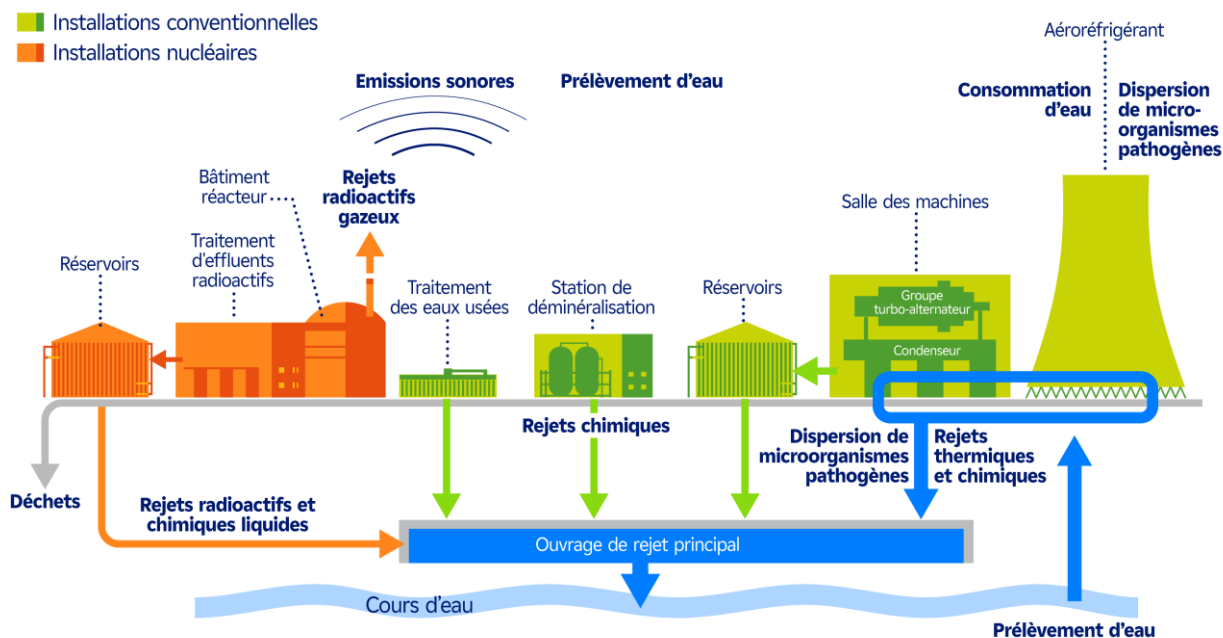 Installations conventionnelles
Installations nucléaires
Emissions sonores
Prélèvement d'eau
Aéroréfrigérant
Consommation
d'eau
Dispersion
de micro-
organismes
pathogènes
Bâtiment
réacteur
Rejets
radioactifs
gazeux
Salle des machines
Réservoirs
Traitement
d'effluents
radioactifs
Traitement
des eaux usées
Station de
déminéralisation
Réservoirs
Groupe
turbo-alternateur
Condenseur
Rejets chimiques
Dispersion de
microorganismes
pathogènes
Rejets
thermiques
et chimiques
Déchets
Rejets radioactifs et
chimiques liquides
Ouvrage de rejet principal
Cours d'eau
Prélèvement d'eau